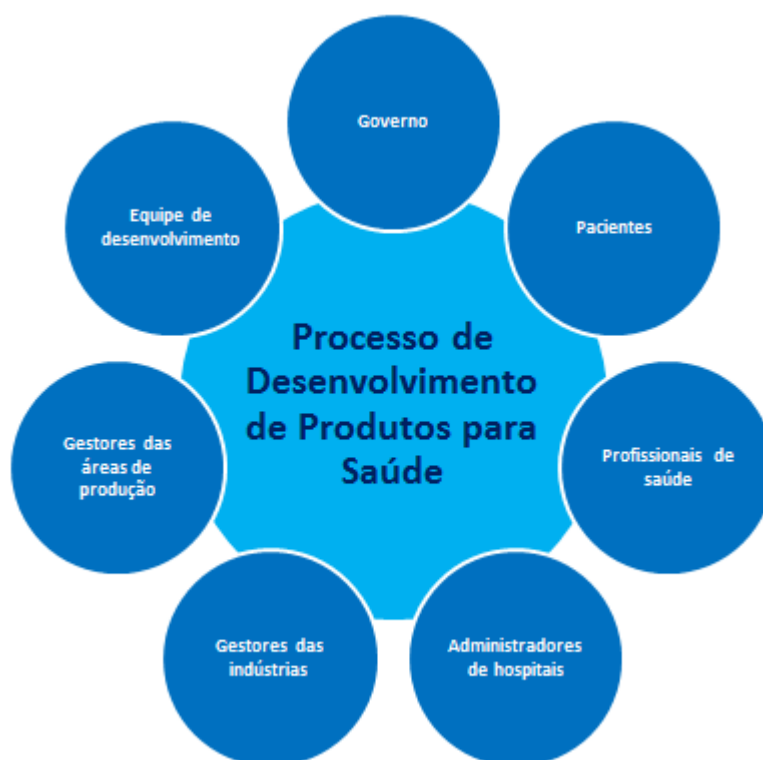 Processo de
Desenvolvimento
de Produtos para
Saúde
Governo
Pacientes
Profissionais de
saúde
Administradores
de hospitais
Gestores das
indústrias
Gestores das
áreas de
produção
Equipe de
desenvolvimento